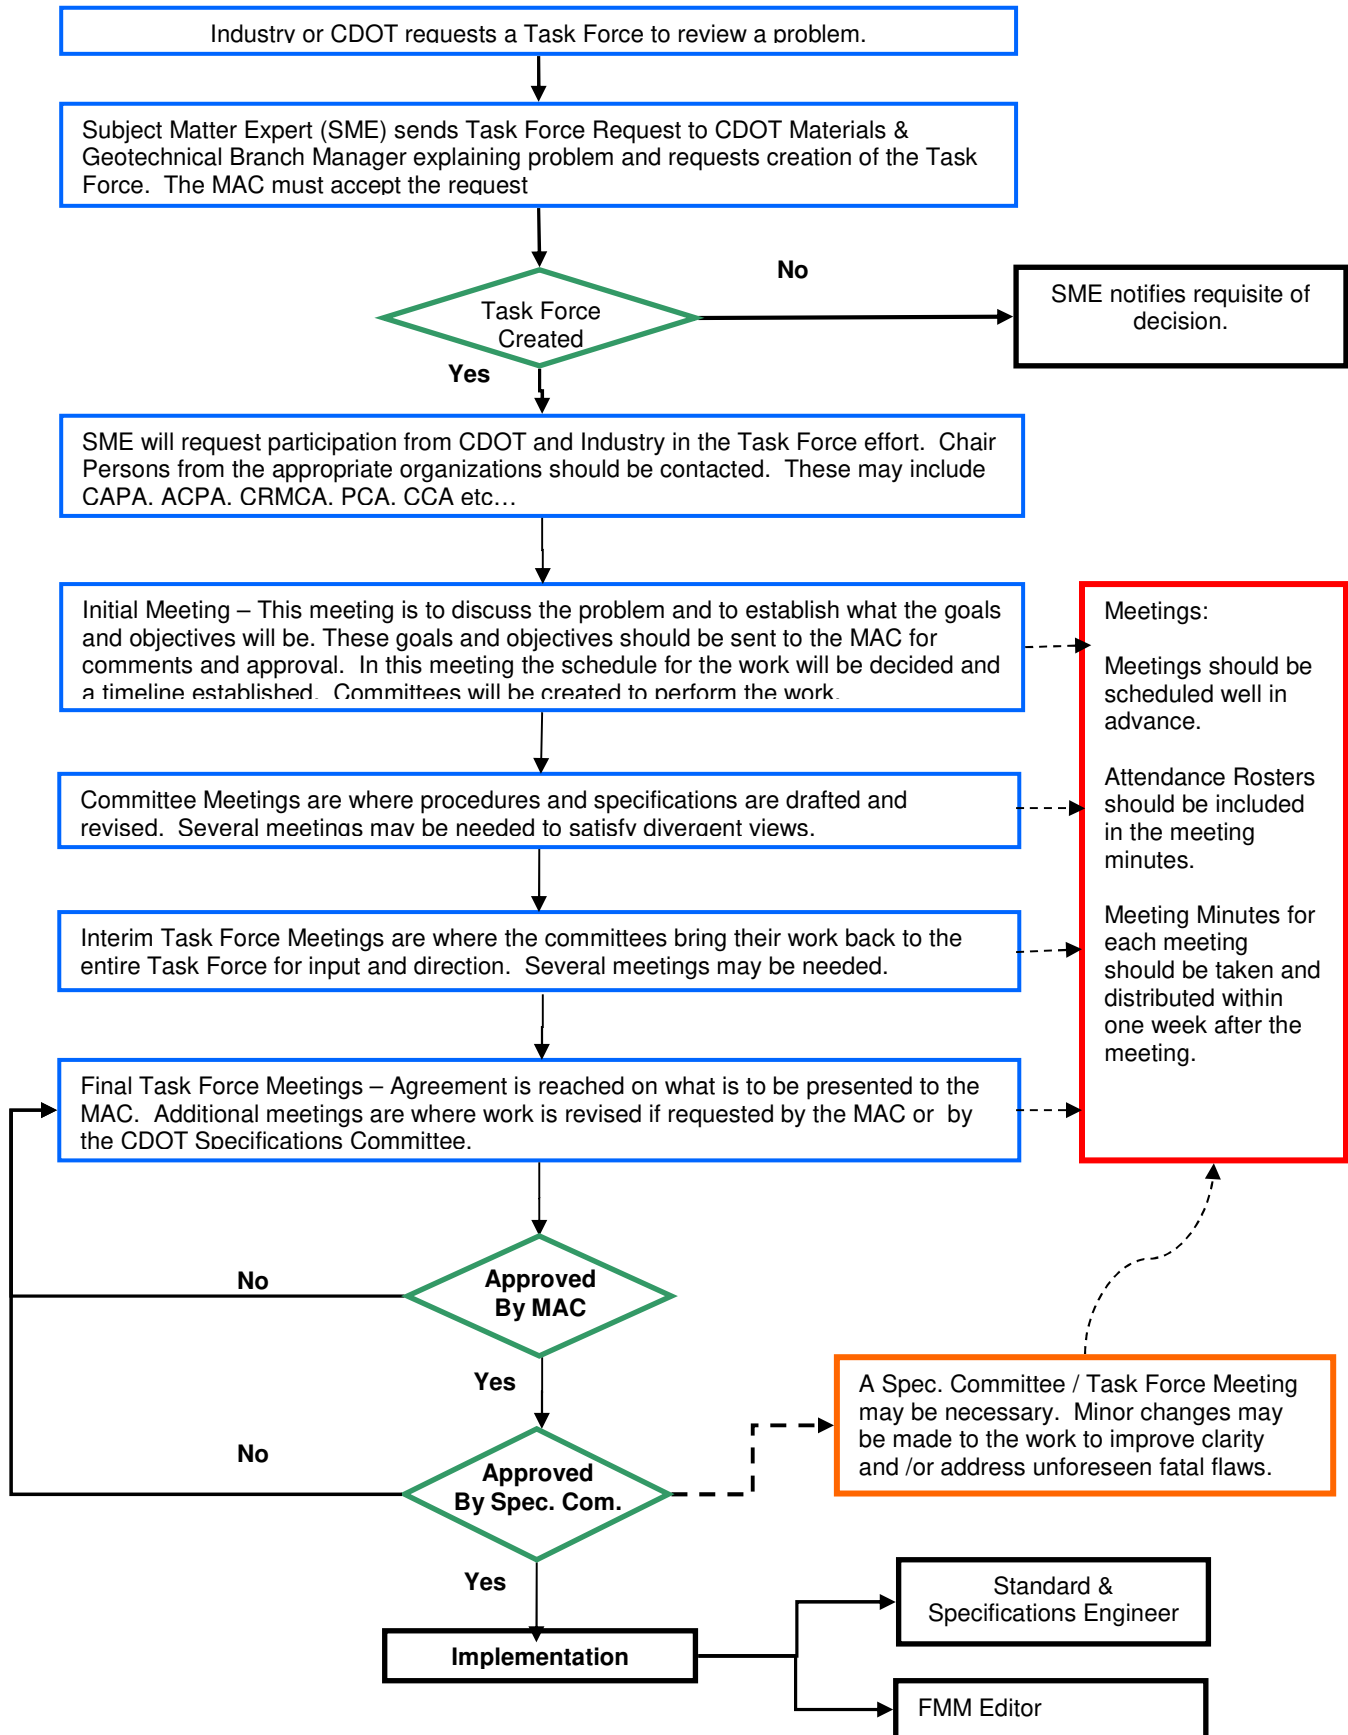 Industry or CDOT requests a Task Force to review a problem.
Subject Matter Expert (SME) sends Task Force Request to CDOT Materials &
Geotechnical Branch Manager explaining problem and requests creation of the Task
Force.  The MAC must accept the request
No
Task Force
Created
SME notifies requisite of
decision.
Yes
SME will request participation from CDOT and Industry in the Task Force effort.  Chair
Persons from the appropriate organizations should be contacted.  These may include
CAPA, ACPA, CRMCA, PCA, CCA etc…
Initial Meeting – This meeting is to discuss the problem and to establish what the goals
and objectives will be. These goals and objectives should be sent to the MAC for
comments and approval.  In this meeting the schedule for the work will be decided and
a timeline established.  Committees will be created to perform the work.
Committee Meetings are where procedures and specifications are drafted and
revised.  Several meetings may be needed to satisfy divergent views.
Interim Task Force Meetings are where the committees bring their work back to the
entire Task Force for input and direction.  Several meetings may be needed.
Final Task Force Meetings – Agreement is reached on what is to be presented to the
MAC.  Additional meetings are where work is revised if requested by the MAC or  by
the CDOT Specifications Committee.
Meetings:
Meetings should be
scheduled well in
advance.
Attendance Rosters
should be included
in the meeting
minutes.
Meeting Minutes for
each meeting
should be taken and
distributed within
one week after the
meeting.
No
Approved
By MAC
Yes
No
Approved
By Spec. Com.
A Spec. Committee / Task Force Meeting
may be necessary.  Minor changes may
be made to the work to improve clarity
and /or address unforeseen fatal flaws.
Yes
Implementation
Standard &
Specifications Engineer
FMM Editor